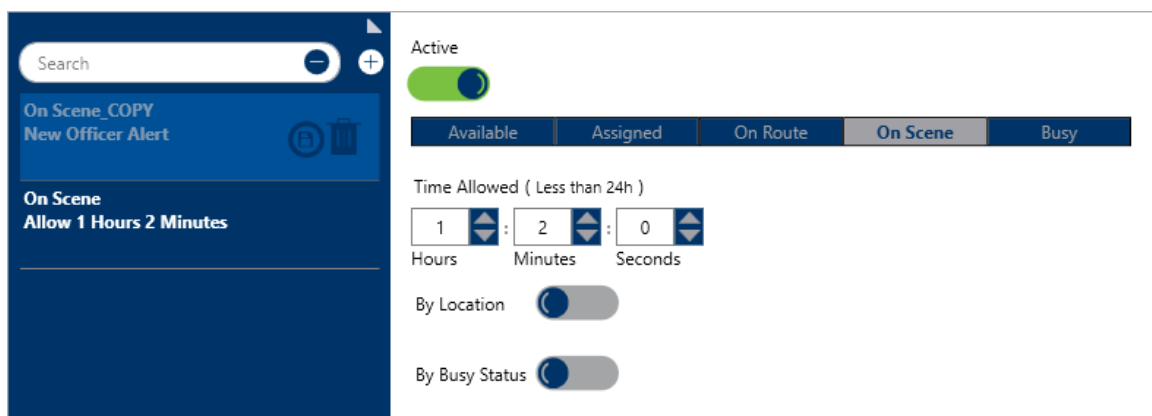 Search
On Scene_COPY
New Officer Alert
On Scene
Allow 1 Hours 2 Minutes
Active
Available Assigned On Route On Scene Busy
Time Allowed ( Less than 24h )
1 : 2 : 0
Hours Minutes Seconds
By Location
By Busy Status